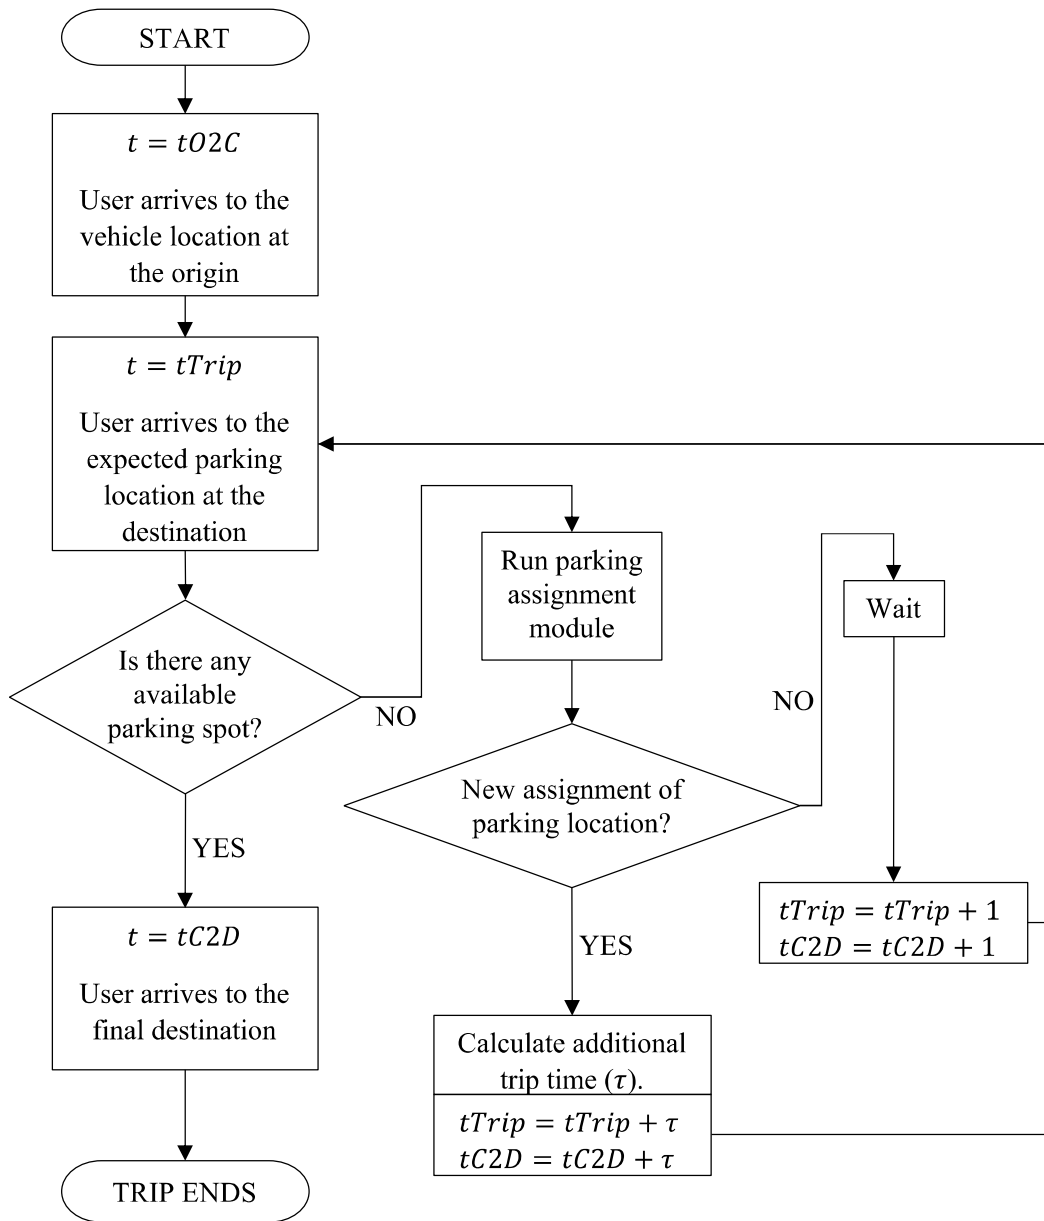 START
t = tO2C
User arrives to the
vehicle location at
the origin
t = tTrip
User arrives to the
expected parking
location at the
destination
Is there any
available
parking spot?
NO
YES
t = tC2D
User arrives to the
final destination
TRIP ENDS
Run parking
assignment
module
New assignment of
parking location?
NO
YES
Calculate additional
trip time (τ).
tTrip = tTrip + τ
tC2D = tC2D + τ
Wait
tTrip = tTrip + 1
tC2D = tC2D + 1